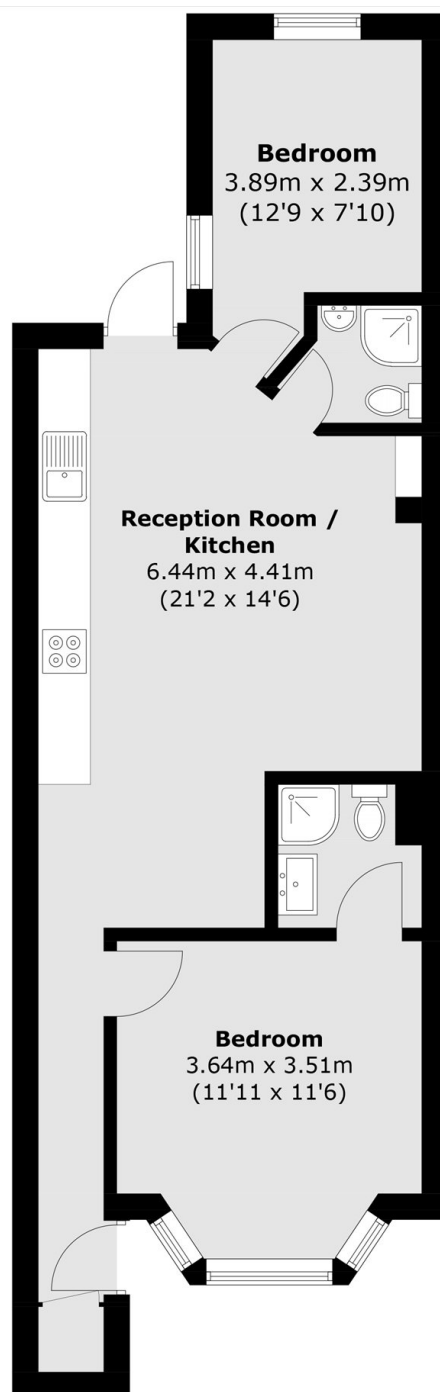 Bedroom
3.89m x 2.39m
(12'9 x 7'10)
Reception Room /
Kitchen
6.44m x 4.41m
(21'2 x 14'6)
Bedroom
3.64m x 3.51m
(11'11 x 11'6)